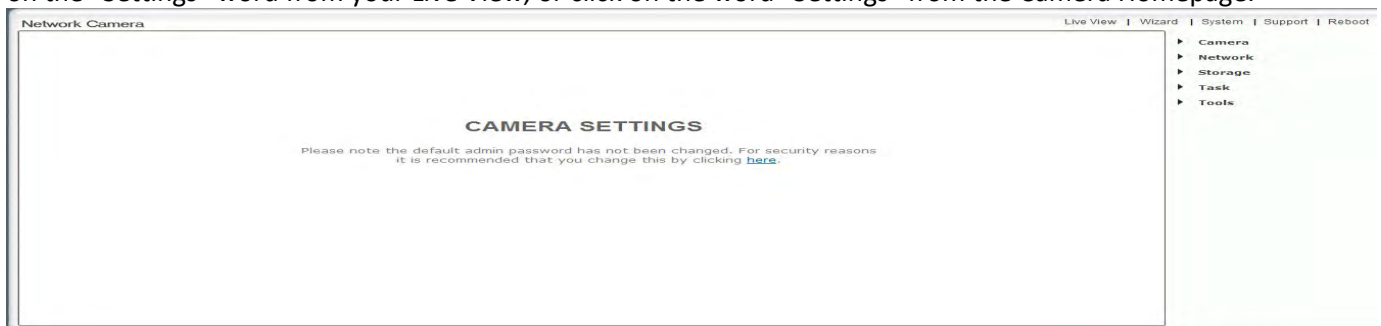 on the "Settings" word from your Live View, or click on the word "Settings" from the Camera Homepage.
Network Camera
Live View | Wizard | System | Support | Reboot
Camera
Network
Storage
Task
Tools
CAMERA SETTINGS
Please note the default admin password has not been changed. For security reasons
it is recommended that you change this by clicking here.